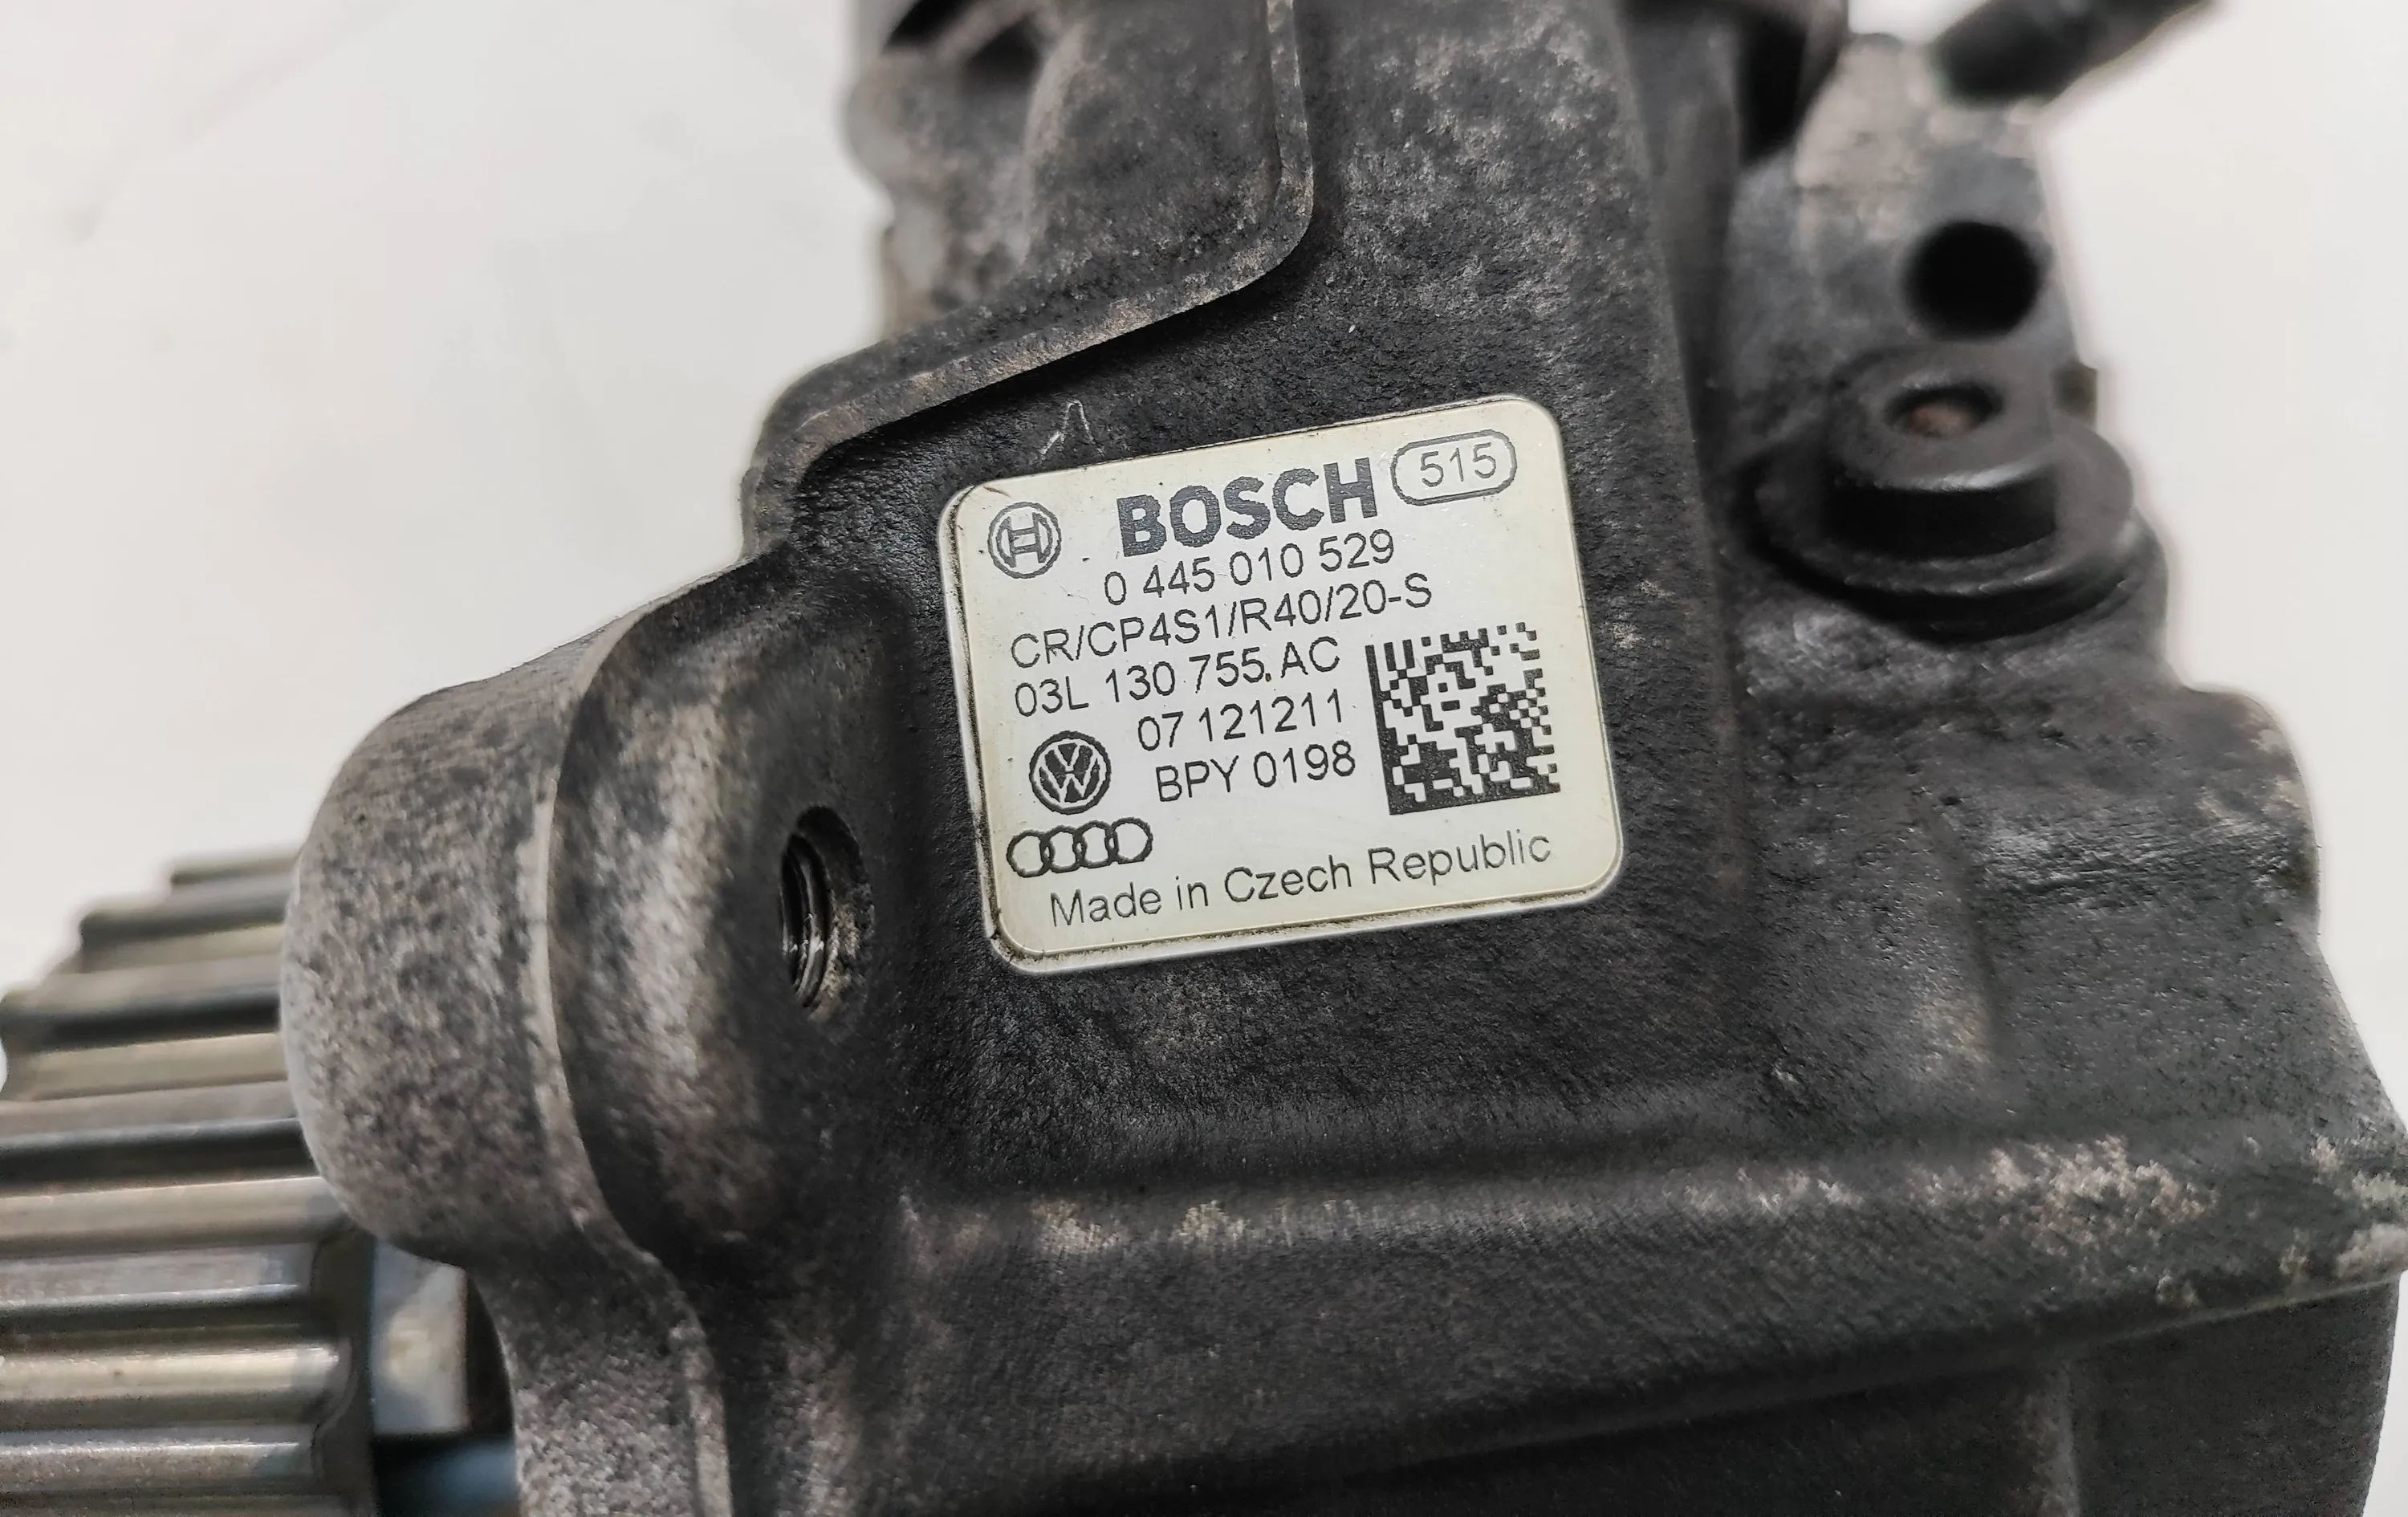 BOSCH 515
0 445 010 529
CR/CP4S1/R40/20-S
03L 130 755. AC
07 121211
BPY 0198
Made in Czech Republic